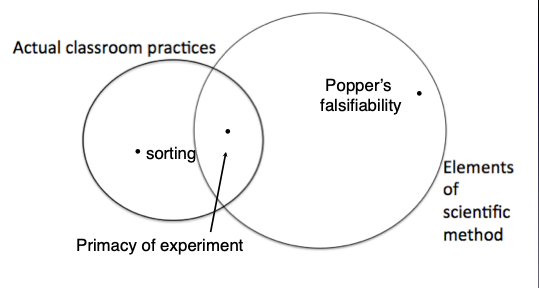 Actual classroom practices
Popper's
falsifiability
sorting
Elements
of
scientific
method
Primacy of experiment